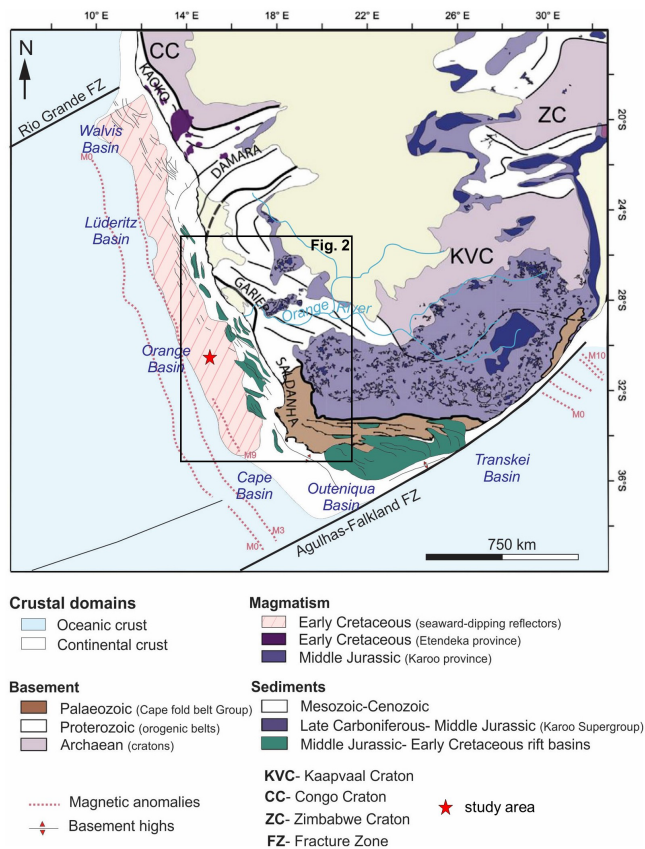 10°E 14°E 18°E 22°E 26°E 30°E
N
CC
KAOKO
Rio Grande FZ
ZC
20°S
Walvis
Basin
M0
DAMARA
24°S
Lüderitz
Basin
Fig. 2
KVC
GARIEP
Orange River
28°S
Orange
Basin
M10
SALDANHA
32°S
M0
M9
Transkei
Basin
Cape
Basin
Outeniqua
Basin
36°S
Agulhas-Falkland FZ
M3
M0
750 km
Crustal domains
Oceanic crust
Continental crust
Magmatism
Early Cretaceous (seaward-dipping reflectors)
Early Cretaceous (Etendeka province)
Middle Jurassic (Karoo province)
Basement
Palaeozoic (Cape fold belt Group)
Proterozoic (orogenic belts)
Archaean (cratons)
Sediments
Mesozoic-Cenozoic
Late Carboniferous- Middle Jurassic (Karoo Supergroup)
Middle Jurassic- Early Cretaceous rift basins
Magnetic anomalies
Basement highs
KVC- Kaapvaal Craton
CC- Congo Craton
ZC- Zimbabwe Craton
FZ- Fracture Zone
study area